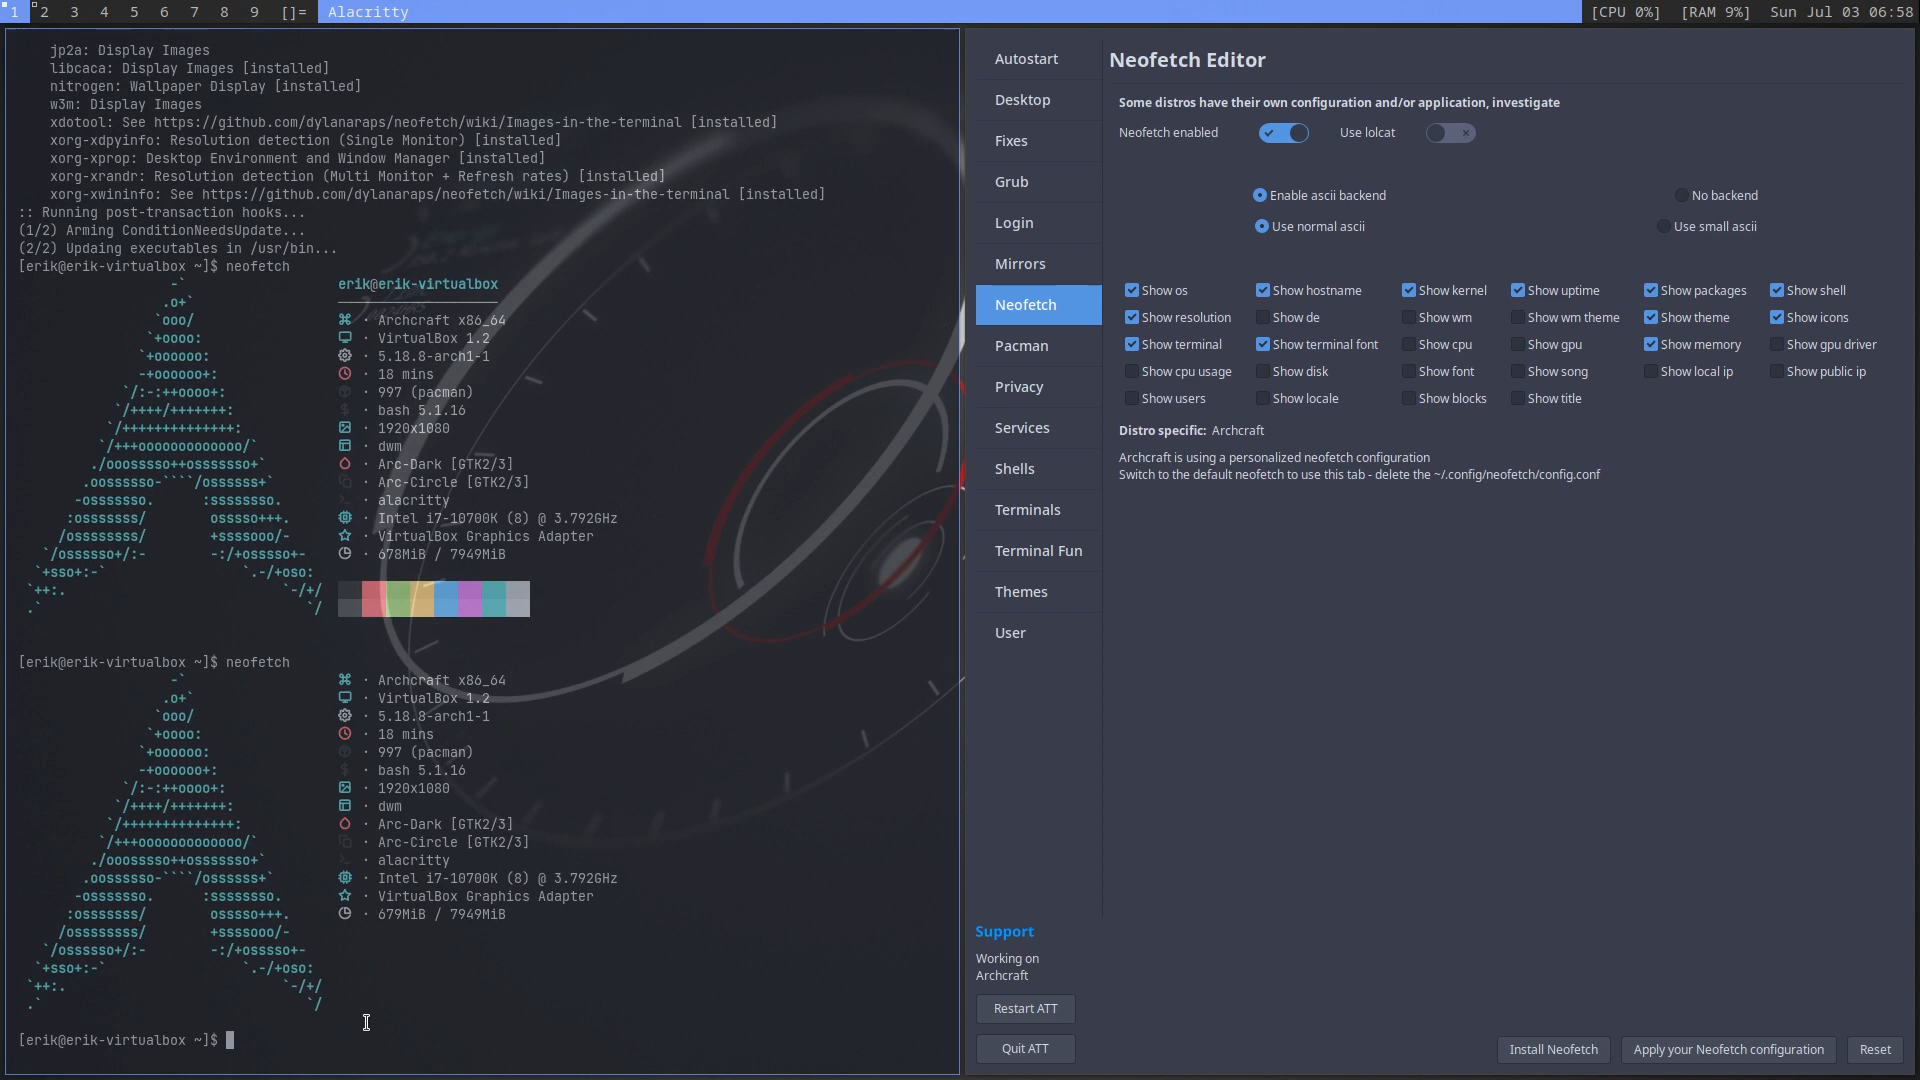 1 2 3 4 5 6 7 8 9 []= Alacritty [CPU 0%] [RAM 9%] Sun Jul 03 06:58
jp2a: Display Images
libcaca: Display Images [installed]
nitrogen: Wallpaper Display [installed]
w3m: Display Images
xdotool: See https://github.com/dylanaraps/neofetch/wiki/Images-in-the-terminal [installed]
xorg-xdpyinfo: Resolution detection (Single Monitor) [installed]
xorg-xprop: Desktop Environment and Window Manager [installed]
xorg-xrandr: Resolution detection (Multi Monitor + Refresh rates) [installed]
xorg-xwininfo: See https://github.com/dylanaraps/neofetch/wiki/Images-in-the-terminal [installed]
:: Running post-transaction hooks...
(1/2) Arming ConditionNeedsUpdate...
(2/2) Updaing executables in /usr/bin...
[erik@erik-virtualbox ~]$ neofetch
erik@erik-virtualbox
· Archcraft x86_64
· VirtualBox 1.2
· 5.18.8-arch1-1
· 18 mins
· 997 (pacman)
· bash 5.1.16
· 1920x1080
· dwm
· Arc-Dark [GTK2/3]
· Arc-Circle [GTK2/3]
· alacritty
· Intel i7-10700K (8) @ 3.792GHz
· VirtualBox Graphics Adapter
· 678MiB / 7949MiB
[erik@erik-virtualbox ~]$ neofetch
· Archcraft x86_64
· VirtualBox 1.2
· 5.18.8-arch1-1
· 18 mins
· 997 (pacman)
· bash 5.1.16
· 1920x1080
· dwm
· Arc-Dark [GTK2/3]
· Arc-Circle [GTK2/3]
· alacritty
· Intel i7-10700K (8) @ 3.792GHz
· VirtualBox Graphics Adapter
· 679MiB / 7949MiB
[erik@erik-virtualbox ~]$
Autostart
Desktop
Fixes
Grub
Login
Mirrors
Neofetch
Pacman
Privacy
Services
Shells
Terminals
Terminal Fun
Themes
User
Support
Working on
Archcraft
Restart ATT
Quit ATT
Neofetch Editor
Some distros have their own configuration and/or application, investigate
Neofetch enabled Use lolcat
Enable ascii backend No backend
Use normal ascii Use small ascii
Show os Show hostname Show kernel Show uptime Show packages Show shell
Show resolution Show de Show wm Show wm theme Show theme Show icons
Show terminal Show terminal font Show cpu Show gpu Show memory Show gpu driver
Show cpu usage Show disk Show font Show song Show local ip Show public ip
Show users Show locale Show blocks Show title
Distro specific: Archcraft
Archcraft is using a personalized neofetch configuration
Switch to the default neofetch to use this tab - delete the ~/.config/neofetch/config.conf
Install Neofetch Apply your Neofetch configuration Reset